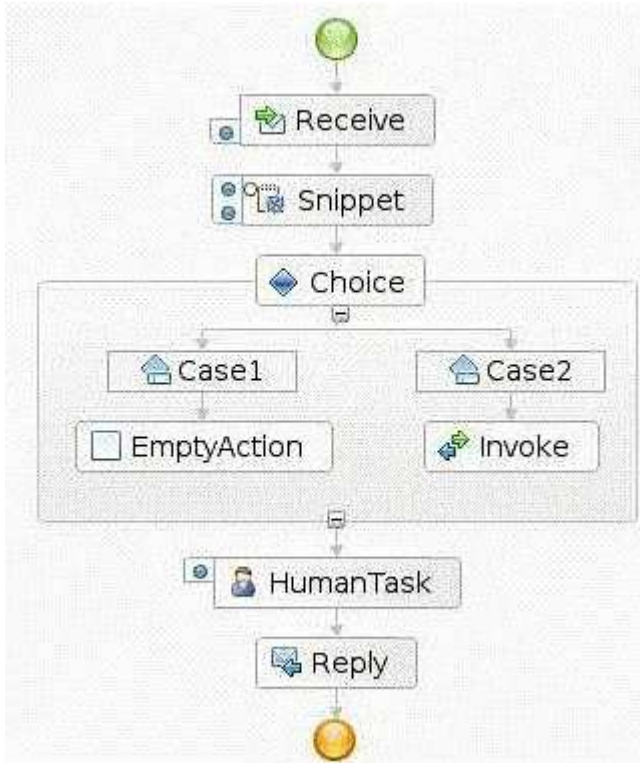 Receive
Snippet
Choice
Case1 Case2
EmptyAction Invoke
HumanTask
Reply